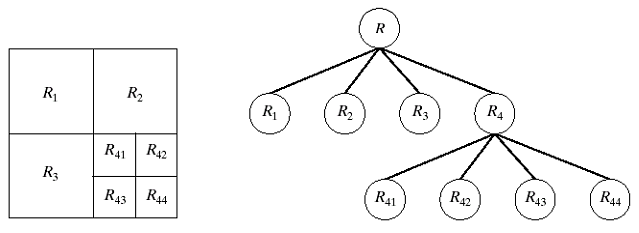 R₁ R₂
R₃
R₄₁ R₄₂
R₄₃ R₄₄
R
R₁ R₂ R₃ R₄
R₄₁ R₄₂ R₄₃ R₄₄